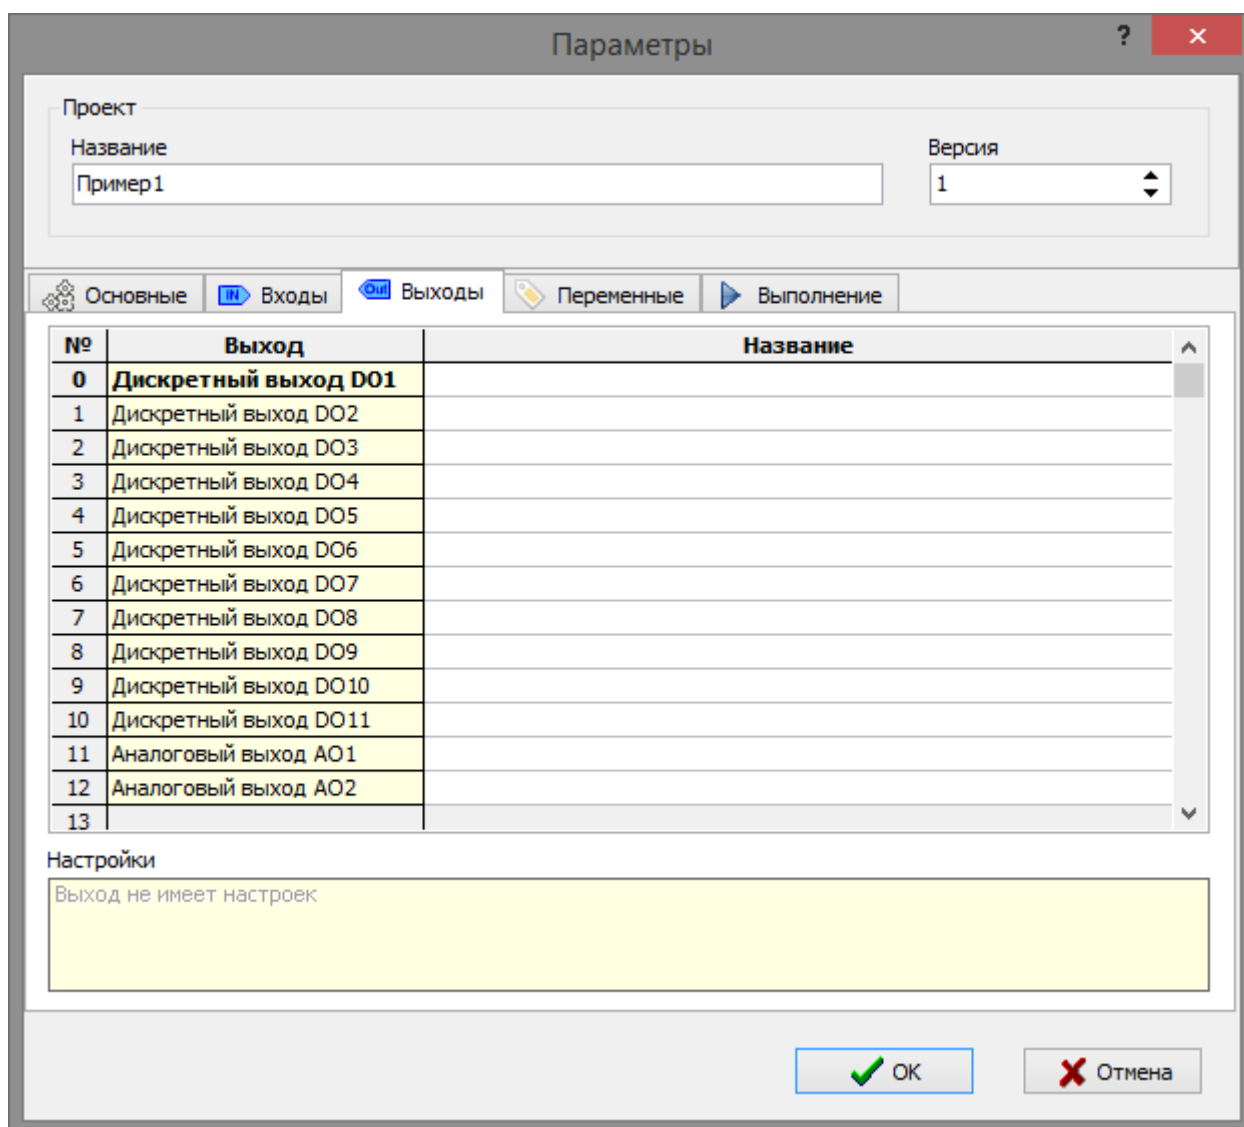 Параметры ?
Проект
Название Версия
Пример1 1
Основные IN Входы Out Выходы Переменные Выполнение
№ Выход Название
0 Дискретный выход DO1
1 Дискретный выход DO2
2 Дискретный выход DO3
3 Дискретный выход DO4
4 Дискретный выход DO5
5 Дискретный выход DO6
6 Дискретный выход DO7
7 Дискретный выход DO8
8 Дискретный выход DO9
9 Дискретный выход DO10
10 Дискретный выход DO11
11 Аналоговый выход AO1
12 Аналоговый выход AO2
13
Настройки
Выход не имеет настроек
OK Отмена